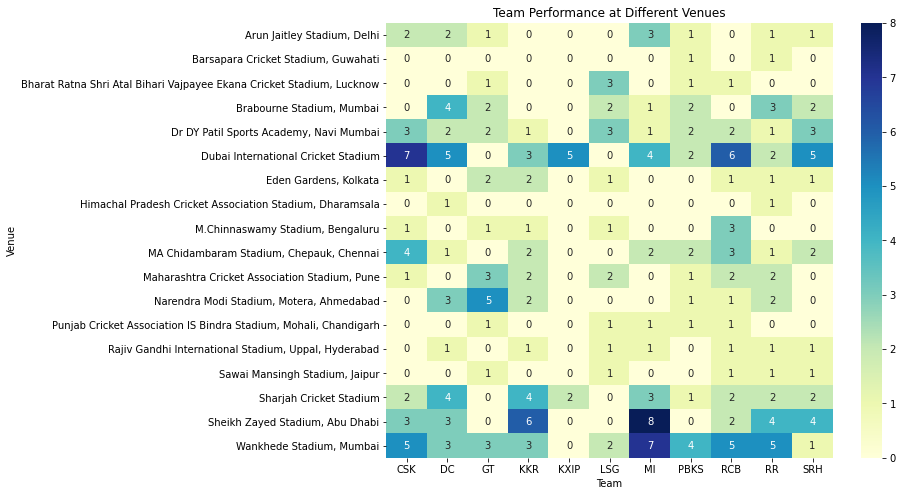 Team Performance at Different Venues
Arun Jaitley Stadium, Delhi 2 2 1 0 0 0 3 1 0 1 1
Barsapara Cricket Stadium, Guwahati 0 0 0 0 0 0 0 1 0 1 0
Bharat Ratna Shri Atal Bihari Vajpayee Ekana Cricket Stadium, Lucknow 0 0 1 0 0 3 0 1 1 0 0
Brabourne Stadium, Mumbai 0 4 2 0 0 2 1 2 0 3 2
Dr DY Patil Sports Academy, Navi Mumbai 3 2 2 1 0 3 1 2 2 1 3
Dubai International Cricket Stadium 7 5 0 3 5 0 4 2 6 2 5
Eden Gardens, Kolkata 1 0 2 2 0 1 0 0 1 1 1
Himachal Pradesh Cricket Association Stadium, Dharamsala 0 1 0 0 0 0 0 0 0 1 0
M.Chinnaswamy Stadium, Bengaluru 1 0 1 1 0 1 0 0 3 0 0
MA Chidambaram Stadium, Chepauk, Chennai 4 1 0 2 0 0 2 2 3 1 2
Maharashtra Cricket Association Stadium, Pune 1 0 3 2 0 2 0 1 2 2 0
Narendra Modi Stadium, Motera, Ahmedabad 0 3 5 2 0 0 0 1 1 2 0
Punjab Cricket Association IS Bindra Stadium, Mohali, Chandigarh 0 0 1 0 0 1 1 1 1 0 0
Rajiv Gandhi International Stadium, Uppal, Hyderabad 0 1 0 1 0 1 1 0 1 1 1
Sawai Mansingh Stadium, Jaipur 0 0 1 0 0 1 0 0 1 1 1
Sharjah Cricket Stadium 2 4 0 4 2 0 3 1 2 2 2
Sheikh Zayed Stadium, Abu Dhabi 3 3 0 6 0 0 8 0 2 4 4
Wankhede Stadium, Mumbai 5 3 3 3 0 2 7 4 5 5 1
CSK DC GT KKR KXIP LSG MI PBKS RCB RR SRH
Team
Venue
8
7
6
5
4
3
2
1
0